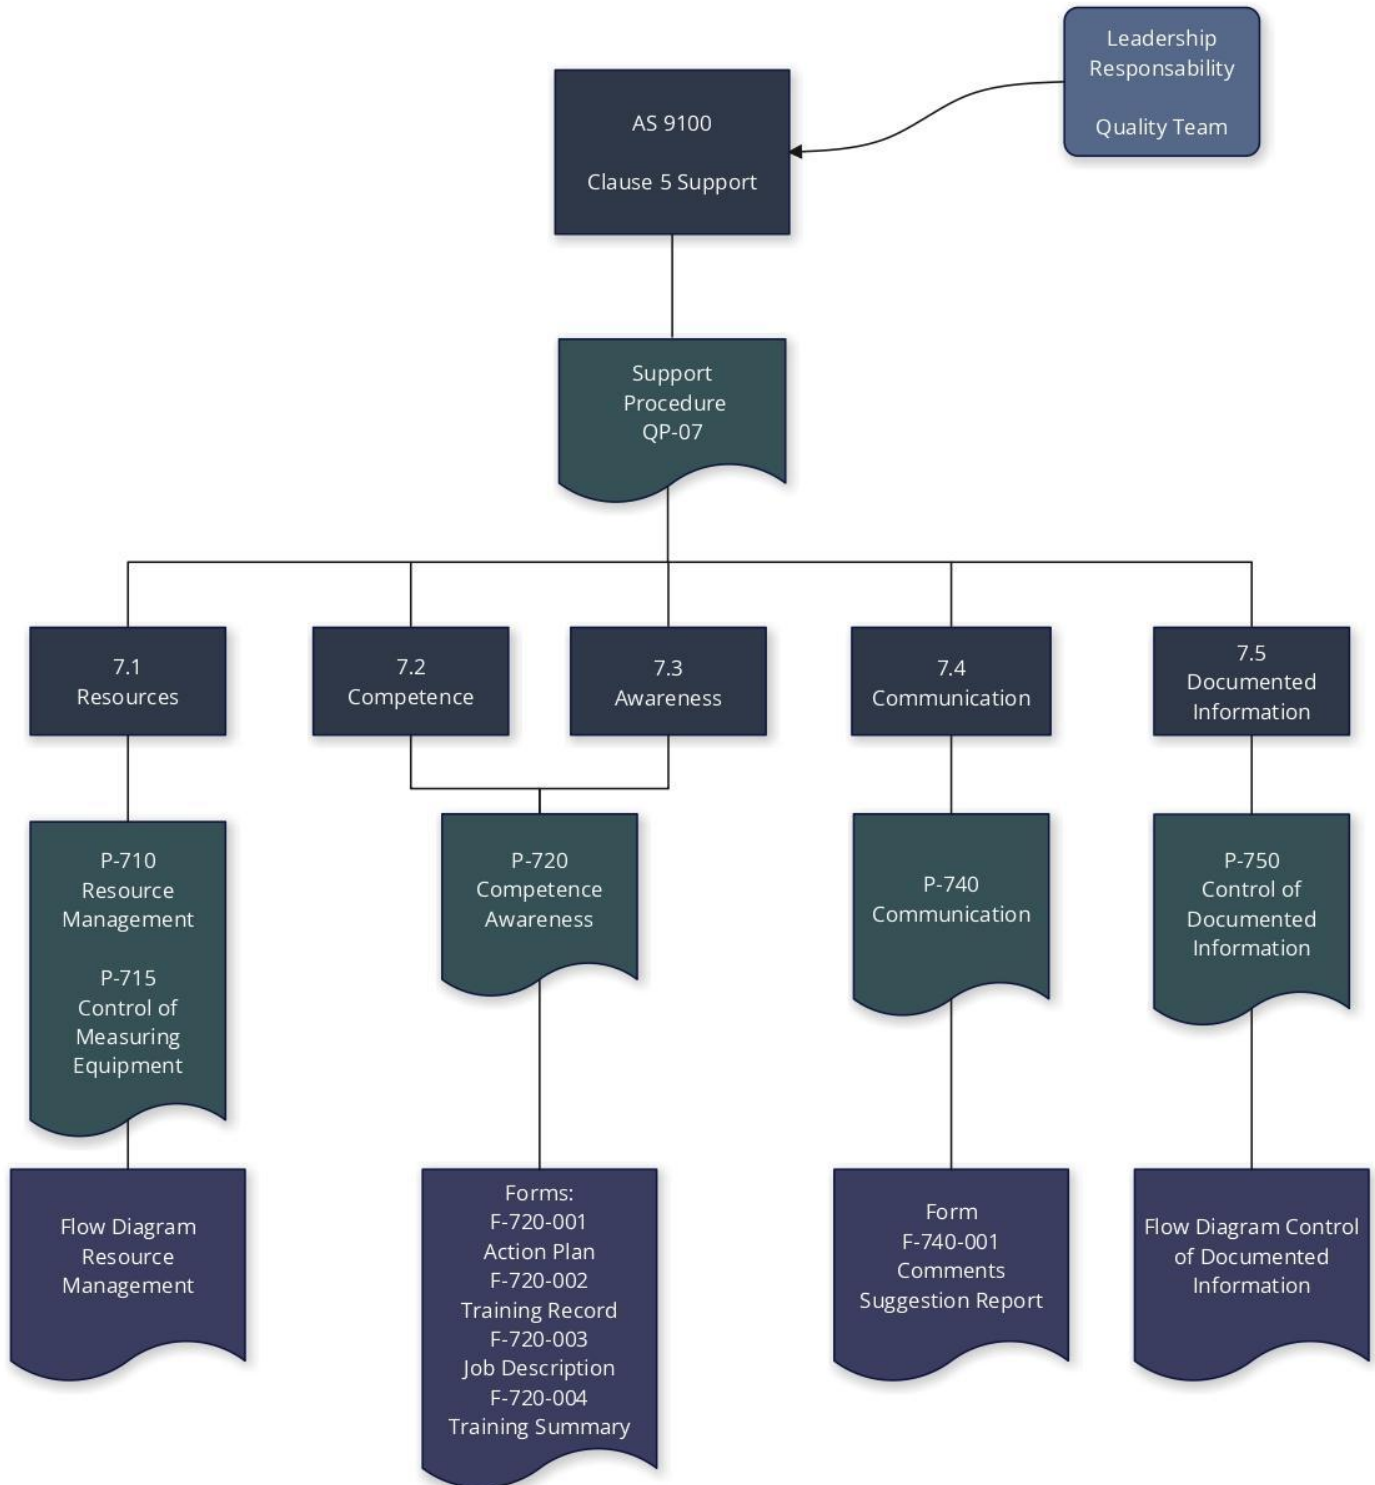 Leadership
Responsability
Quality Team
AS 9100
Clause 5 Support
Support
Procedure
QP-07
7.1
Resources
7.2
Competence
7.3
Awareness
7.4
Communication
7.5
Documented
Information
P-710
Resource
Management
P-715
Control of
Measuring
Equipment
P-720
Competence
Awareness
P-740
Communication
P-750
Control of
Documented
Information
Flow Diagram
Resource
Management
Forms:
F-720-001
Action Plan
F-720-002
Training Record
F-720-003
Job Description
F-720-004
Training Summary
Form
F-740-001
Comments
Suggestion Report
Flow Diagram Control
of Documented
Information